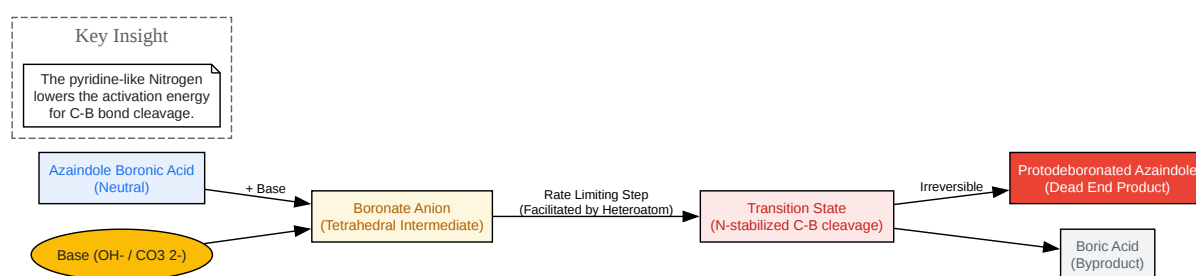 Key Insight
The pyridine-like Nitrogen
lowers the activation energy
for C-B bond cleavage.
Azaindole Boronic Acid
(Neutral)
+ Base
Base (OH- / CO3 2-)
Boronate Anion
(Tetrahedral Intermediate)
Rate Limiting Step
(Facilitated by Heteroatom)
Transition State
(N-stabilized C-B cleavage)
Irreversible
Protodeboronated Azaindole
(Dead End Product)
Boric Acid
(Byproduct)